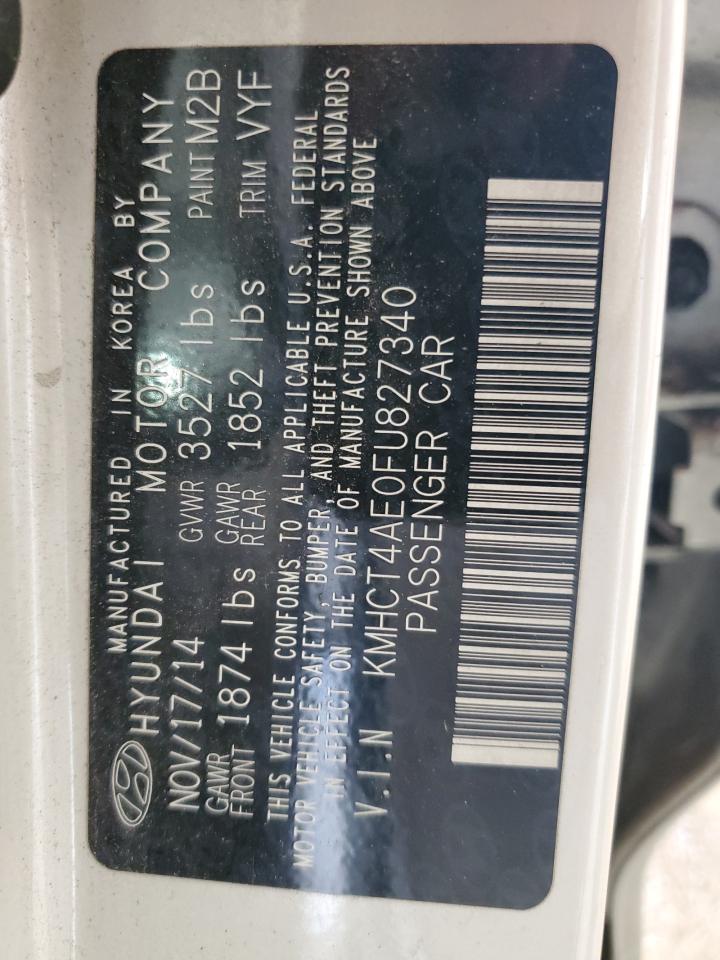 MANUFACTURED IN KOREA BY
HYUNDAI MOTOR COMPANY
NOV/17/14 GVWR 3527 lbs PAINT M2B
GAWR FRONT 1874 lbs GAWR REAR 1852 lbs TRIM VYF
THIS VEHICLE CONFORMS TO ALL APPLICABLE U.S.A. FEDERAL
MOTOR VEHICLE SAFETY, BUMPER, AND THEFT PREVENTION STANDARDS
IN EFFECT ON THE DATE OF MANUFACTURE SHOWN ABOVE
V.I.N KMHCT4AE0FU827340
PASSENGER CAR